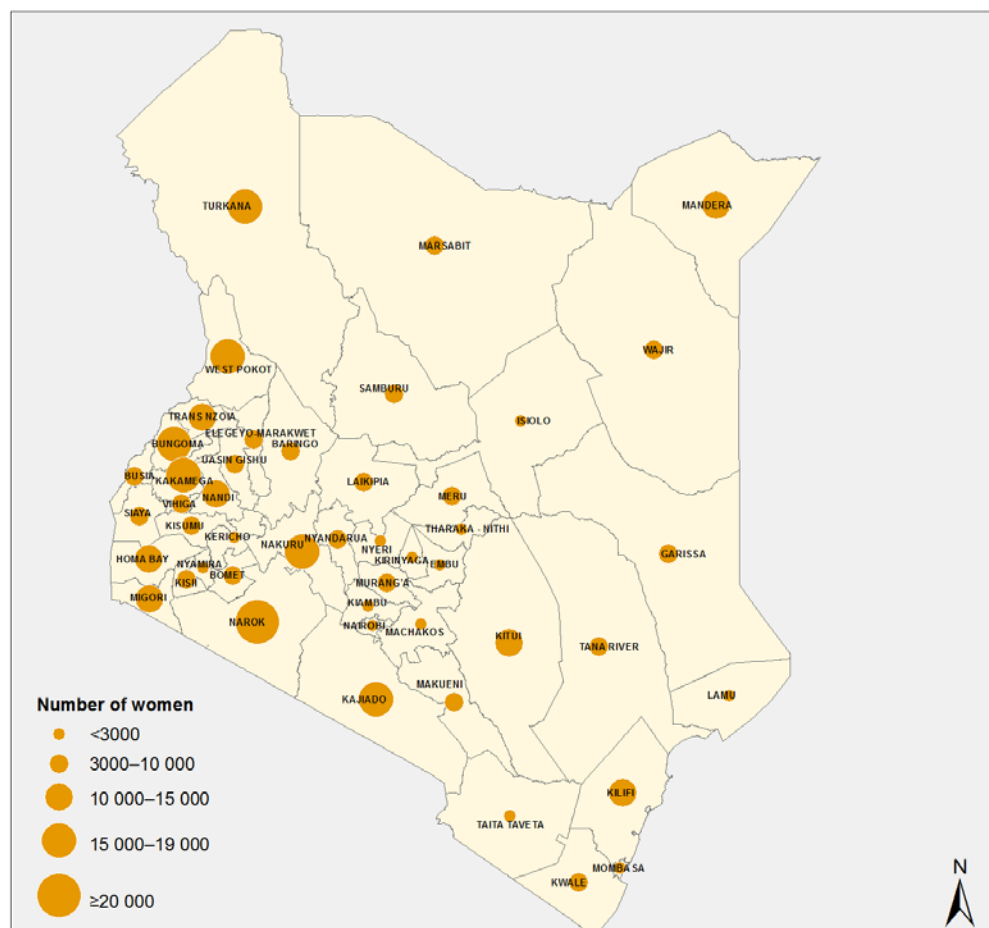 TURKANA
MANDERA
MARSABIT
WAJIR
WEST POKOT
SAMBURU
ISIOLO
TRANS NZOIA
ELEGEYO MARAKWET
BUNGOMA
BARINGO
UASIN GISHU
BUSIA
KAKAMEGA
LAIKIPIA
NANDI
MERU
VIHIGA
SIAYA
KISUMU
THARAKA - NITHI
KERICHO
NYANDARUA
NAKURU
NYERI
GARISSA
HOMA BAY
KIRINYAGA
EMBU
NYAMIRA
BOMET
KISII
MURANG'A
MIGORI
KIAMBU
NAROK
NAIROBI
MACHAKOS
KITUI
TANA RIVER
MAKUENI
LAMU
KAJIADO
Number of women
<3000
3000–10 000
10 000–15 000
15 000–19 000
≥20 000
KILIFI
TAITA TAVETA
MOMBASA
KWALE
N